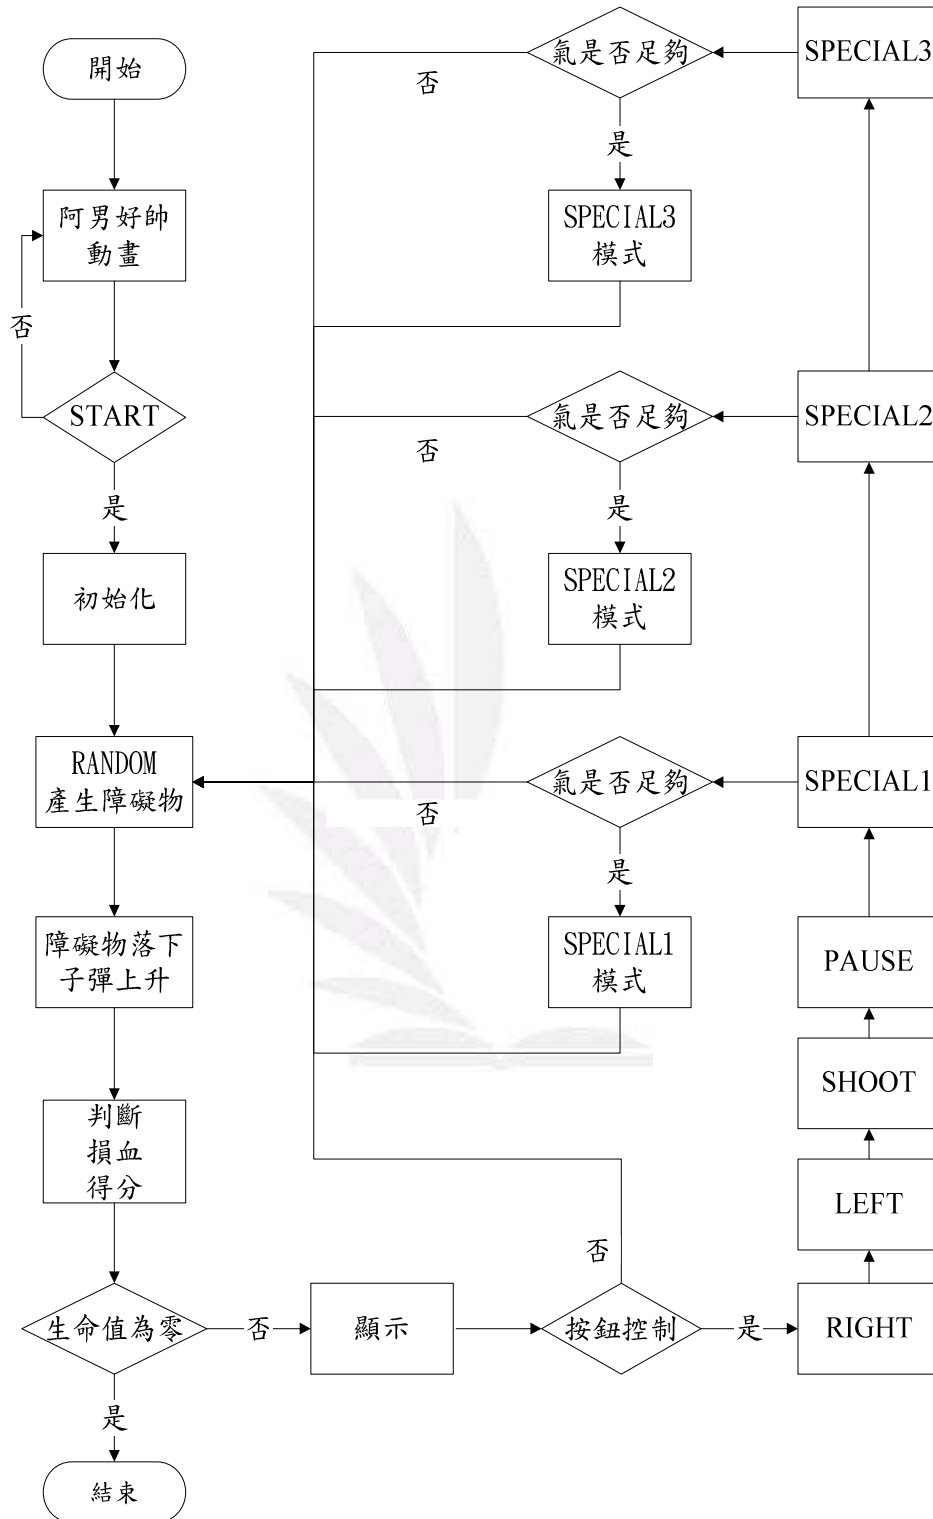 開始
阿男好帥
動畫
否
START
是
初始化
RANDOM
產生障礙物
障礙物落下
子彈上升
判斷
損血
得分
生命值為零
是
結束
否
顯示
按鈕控制
否
是
RIGHT
LEFT
SHOOT
PAUSE
SPECIAL1
氣是否足夠
否
是
SPECIAL1
模式
SPECIAL2
氣是否足夠
否
是
SPECIAL2
模式
SPECIAL3
氣是否足夠
否
是
SPECIAL3
模式